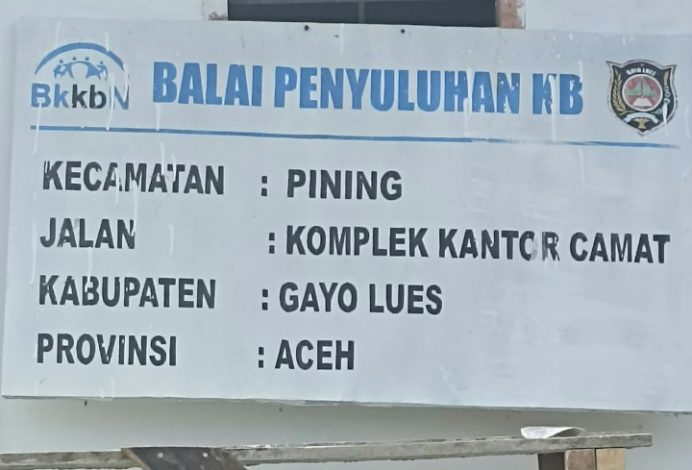 BkkbN BALAI PENYULUHAN KB
KECAMATAN : PINING
JALAN : KOMPLEK KANTOR CAMAT
KABUPATEN : GAYO LUES
PROVINSI : ACEH